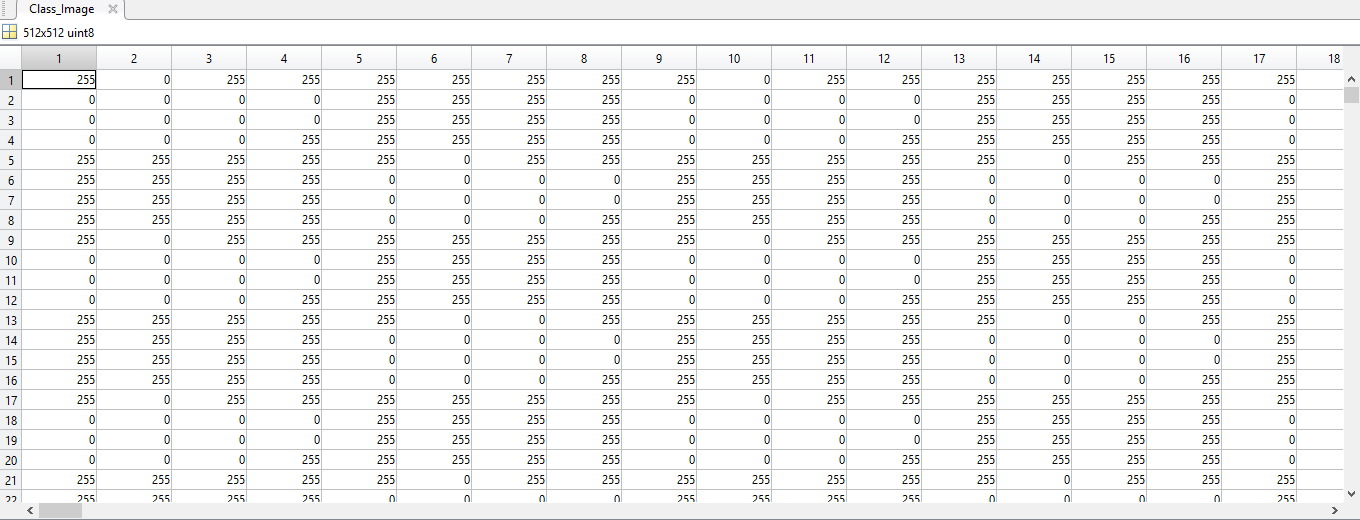 Class_Image
512x512 uint8
1 2 3 4 5 6 7 8 9 10 11 12 13 14 15 16 17 18
1 255 0 255 255 255 255 255 255 255 0 255 255 255 255 255 255 255
2 0 0 0 0 255 255 255 255 0 0 0 0 255 255 255 255 0
3 0 0 0 0 255 255 255 255 0 0 0 0 255 255 255 255 0
4 0 0 0 255 255 255 255 255 0 0 0 255 255 255 255 255 0
5 255 255 255 255 255 0 255 255 255 255 255 255 255 0 255 255 255
6 255 255 255 255 0 0 0 0 255 255 255 255 0 0 0 0 255
7 255 255 255 255 0 0 0 0 255 255 255 255 0 0 0 0 255
8 255 255 255 255 0 0 0 255 255 255 255 255 0 0 0 255 255
9 255 0 255 255 255 255 255 255 255 0 255 255 255 255 255 255 255
10 0 0 0 0 255 255 255 255 0 0 0 0 255 255 255 255 0
11 0 0 0 0 255 255 255 255 0 0 0 0 255 255 255 255 0
12 0 0 0 255 255 255 255 255 0 0 0 255 255 255 255 255 0
13 255 255 255 255 255 0 0 255 255 255 255 255 255 0 0 255 255
14 255 255 255 255 0 0 0 0 255 255 255 255 0 0 0 0 255
15 255 255 255 255 0 0 0 0 255 255 255 255 0 0 0 0 255
16 255 255 255 255 0 0 0 255 255 255 255 255 0 0 0 255 255
17 255 0 255 255 255 255 255 255 255 0 255 255 255 255 255 255 255
18 0 0 0 0 255 255 255 255 0 0 0 0 255 255 255 255 0
19 0 0 0 0 255 255 255 255 0 0 0 0 255 255 255 255 0
20 0 0 0 255 255 255 255 255 0 0 0 255 255 255 255 255 0
21 255 255 255 255 255 0 255 255 255 255 255 255 255 0 255 255 255
22 255 255 255 255 0 0 0 0 255 255 255 255 0 0 0 0 255